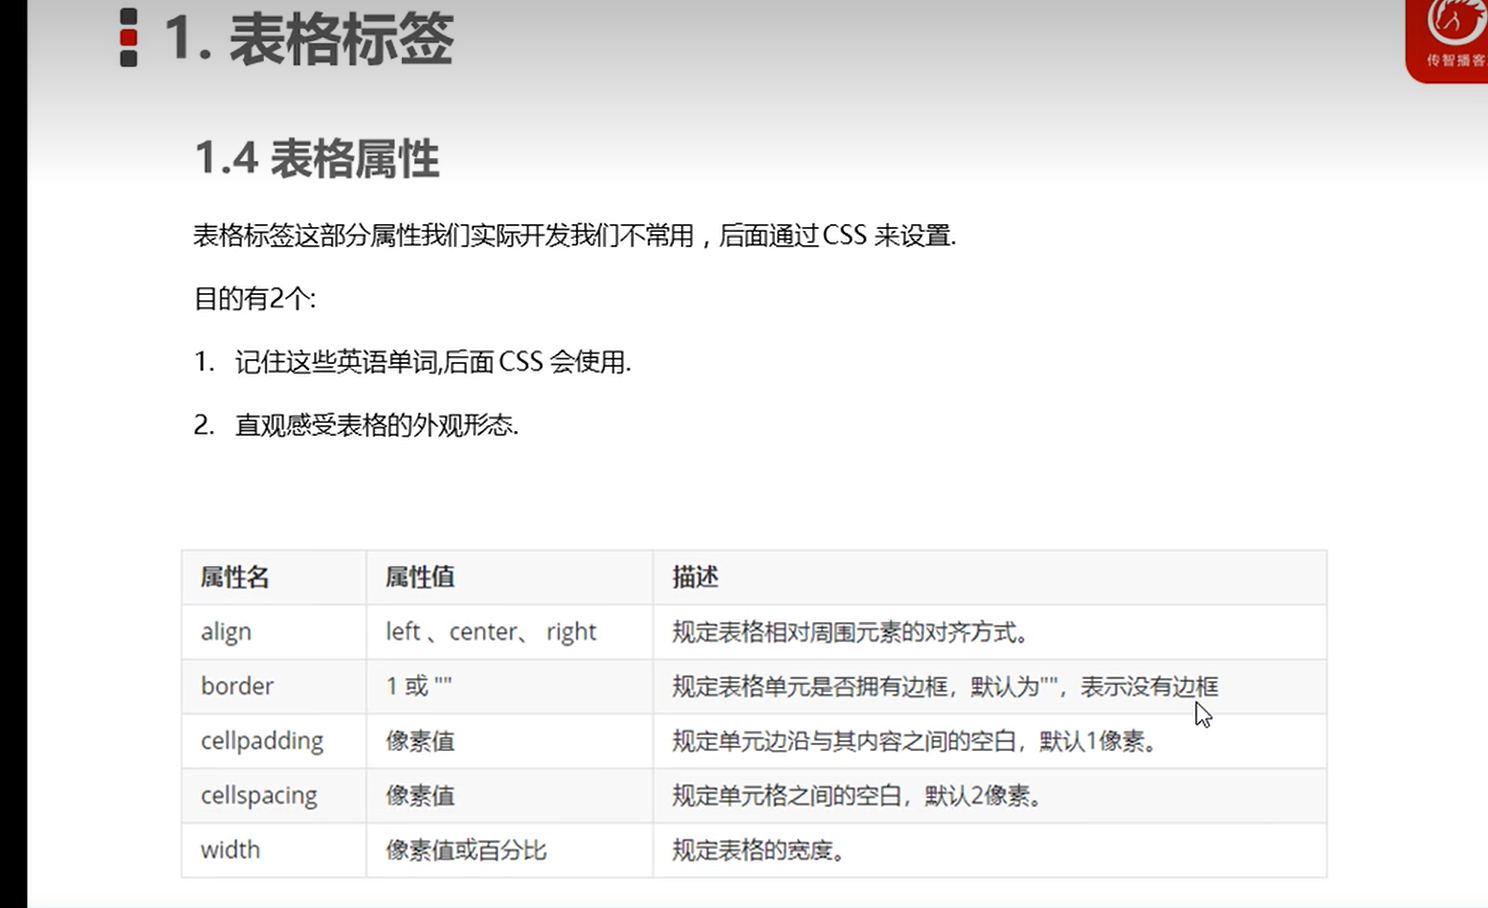 1. 表格标签
传智播客
1.4 表格属性
表格标签这部分属性我们实际开发我们不常用，后面通过CSS 来设置.
目的有2个:
1. 记住这些英语单词,后面CSS 会使用.
2. 直观感受表格的外观形态.
属性名 属性值 描述
align left 、center、 right 规定表格相对周围元素的对齐方式。
border 1 或 "" 规定表格单元是否拥有边框，默认为""，表示没有边框
cellpadding 像素值 规定单元边沿与其内容之间的空白，默认1像素。
cellspacing 像素值 规定单元格之间的空白，默认2像素。
width 像素值或百分比 规定表格的宽度。